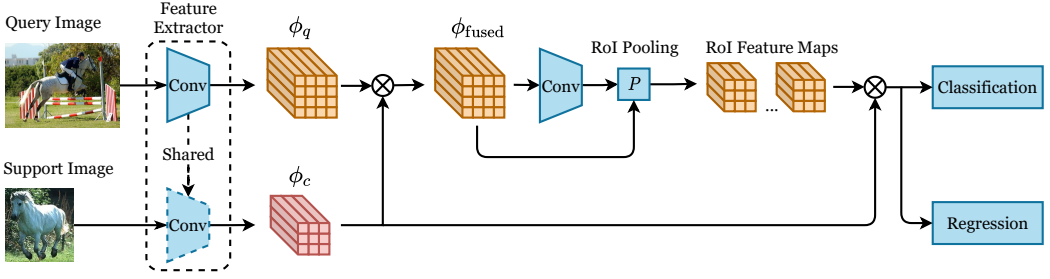 Query Image
Feature
Extractor
ϕ_q
ϕ_fused
RoI Pooling
RoI Feature Maps
Conv
Conv
P
...
Classification
Shared
Support Image
ϕ_c
Conv
Regression